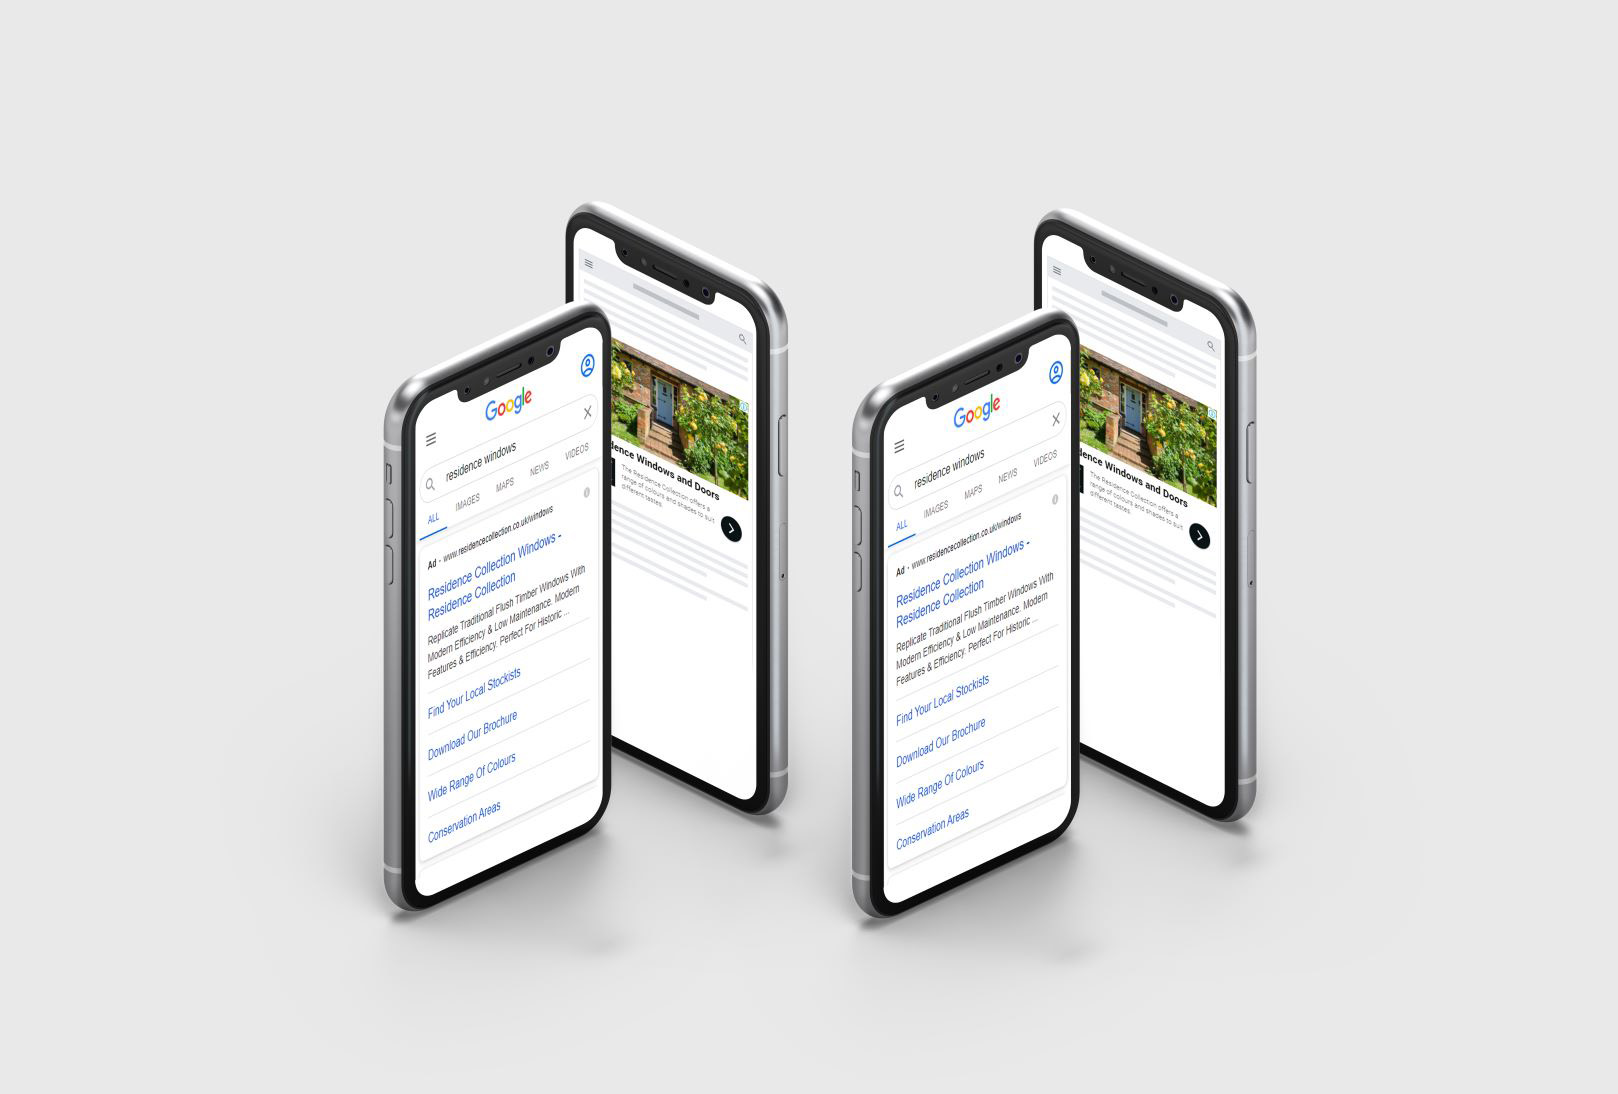 Google
residence windows
ALL IMAGES MAPS NEWS VIDEOS
Ad · www.residencecollection.co.uk/windows
Residence Collection Windows -
Residence Collection
Replicate Traditional Flush Timber Windows With
Modern Efficiency & Low Maintenance. Modern
Features & Efficiency. Perfect For Historic ...
Find Your Local Stockists
Download Our Brochure
Wide Range Of Colours
Conservation Areas
Windows and Doors
The Residence Collection offers a
range of colours and shades to suit
different tastes.
Google
residence windows
ALL IMAGES MAPS NEWS VIDEOS
Ad · www.residencecollection.co.uk/windows
Residence Collection Windows -
Residence Collection
Replicate Traditional Flush Timber Windows With
Modern Efficiency & Low Maintenance. Modern
Features & Efficiency. Perfect For Historic ...
Find Your Local Stockists
Download Our Brochure
Wide Range Of Colours
Conservation Areas
Windows and Doors
The Residence Collection offers a
range of colours and shades to suit
different tastes.